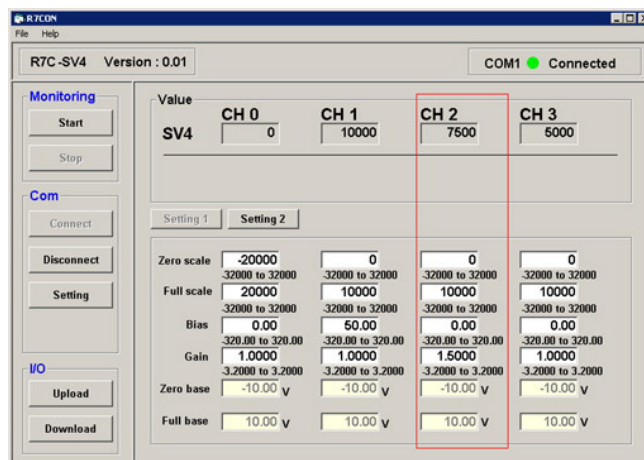 R7CON
File Help
R7C-SV4 Version : 0.01
COM1 Connected
Monitoring
Start
Stop
Com
Connect
Disconnect
Setting
I/O
Upload
Download
Value
CH 0 CH 1 CH 2 CH 3
SV4 0 10000 7500 5000
Setting 1 Setting 2
Zero scale -20000 0 0 0
-32000 to 32000 -32000 to 32000 -32000 to 32000 -32000 to 32000
Full scale 20000 10000 10000 10000
-32000 to 32000 -32000 to 32000 -32000 to 32000 -32000 to 32000
Bias 0.00 50.00 0.00 0.00
-320.00 to 320.00 -320.00 to 320.00 -320.00 to 320.00 -320.00 to 320.00
Gain 1.0000 1.0000 1.5000 1.0000
-3.2000 to 3.2000 -3.2000 to 3.2000 -3.2000 to 3.2000 -3.2000 to 3.2000
Zero base -10.00 V -10.00 V -10.00 V -10.00 V
Full base 10.00 V 10.00 V 10.00 V 10.00 V